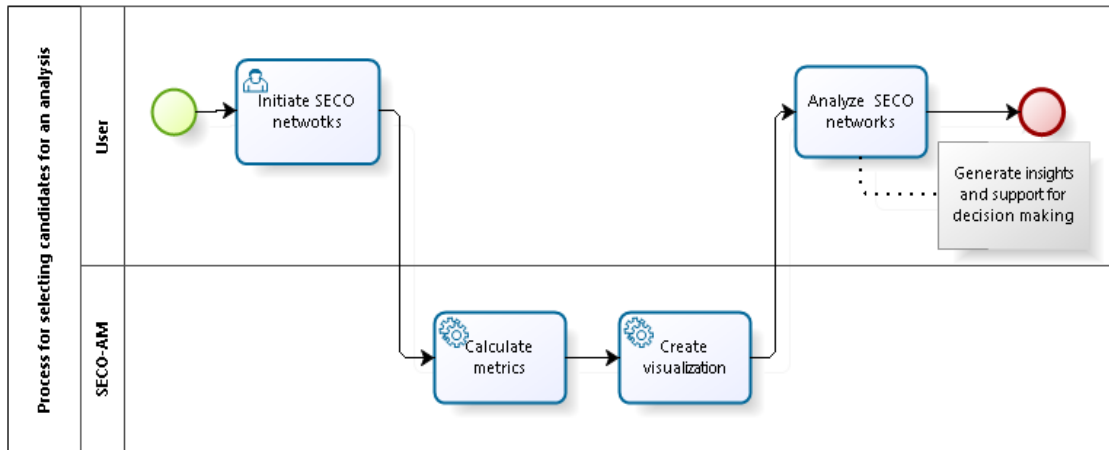 Process for selecting candidates for an analysis
User
Initiate SECO
netwotks
Analyze SECO
networks
Generate insights
and support for
decision making
SECO-AM
Calculate
metrics
Create
visualization